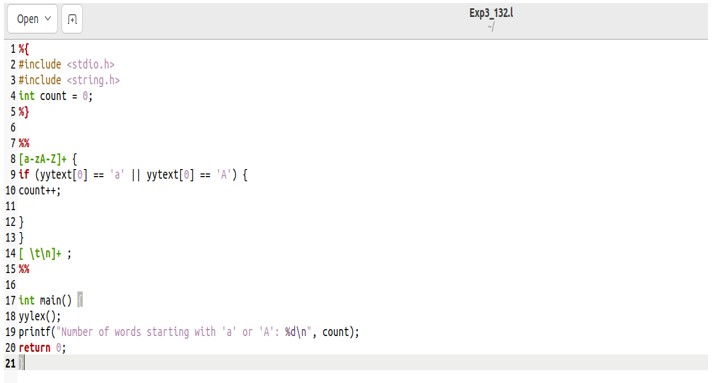 Open
Exp3_132.l
~/
1 %{
2 #include <stdio.h>
3 #include <string.h>
4 int count = 0;
5 %}
6
7 %%
8 [a-zA-Z]+ {
9 if (yytext[0] == 'a' || yytext[0] == 'A') {
10 count++;
11
12 }
13 }
14 [ \t\n]+ ;
15 %%
16
17 int main() {
18 yylex();
19 printf("Number of words starting with 'a' or 'A': %d\n", count);
20 return 0;
21 }